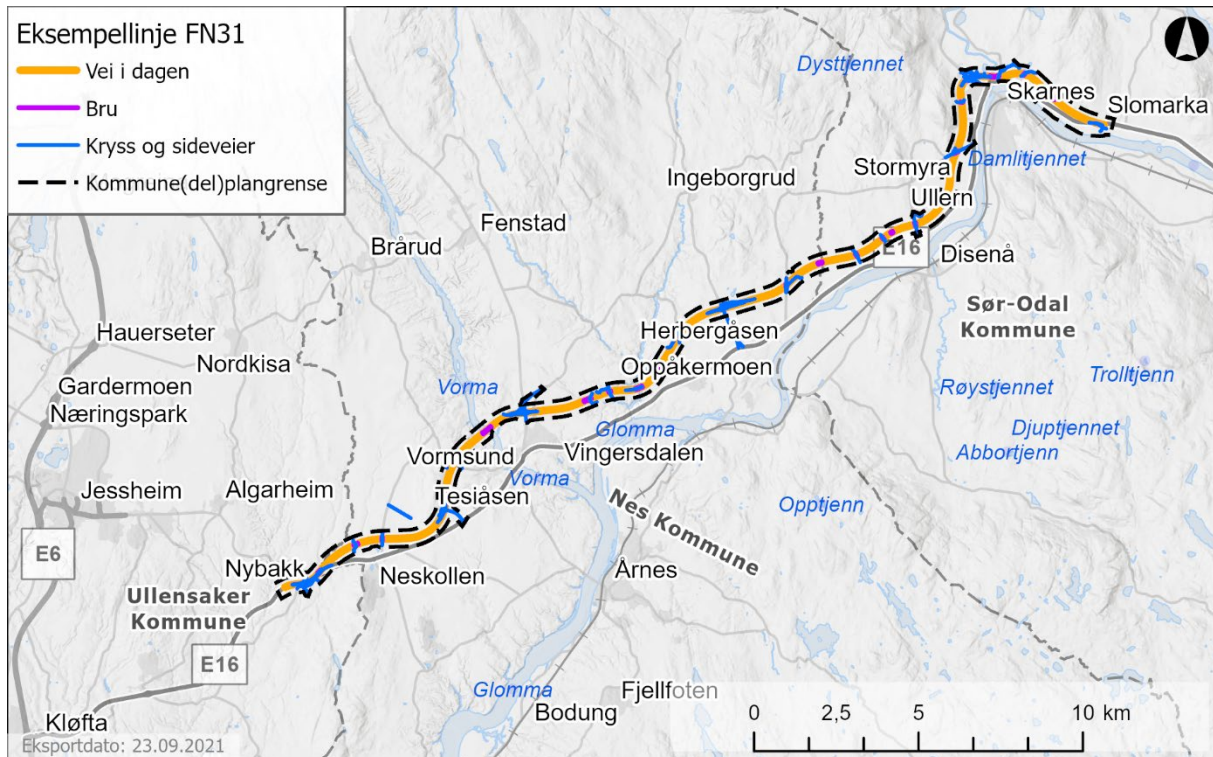 Eksempellinje FN31
Vei i dagen
Bru
Kryss og sideveier
Kommune(del)plangrense
Dysttjennet
Skarnes
Slomarka
Damlitjennet
Stormyra
Ingeborgrud
Ullern
Fenstad
Brårud
E16
Disenå
Sør-Odal
Kommune
Hauerseter
Herbergåsen
Nordkisa
Oppåkermoen
Gardermoen
Næringspark
Vorma
Røystjennet
Trolltjenn
Glomma
Djuptjennet
Abbortjenn
Vormsund
Vingersdalen
Vorma
Jessheim
Algarheim
Tesiåsen
Opptjenn
Nes Kommune
E6
Nybakk
Neskollen
Årnes
Ullensaker
Kommune
E16
Glomma
Fjellfoten
Bodung
0 2,5 5 10 km
Kløfta
Eksportdato: 23.09.2021